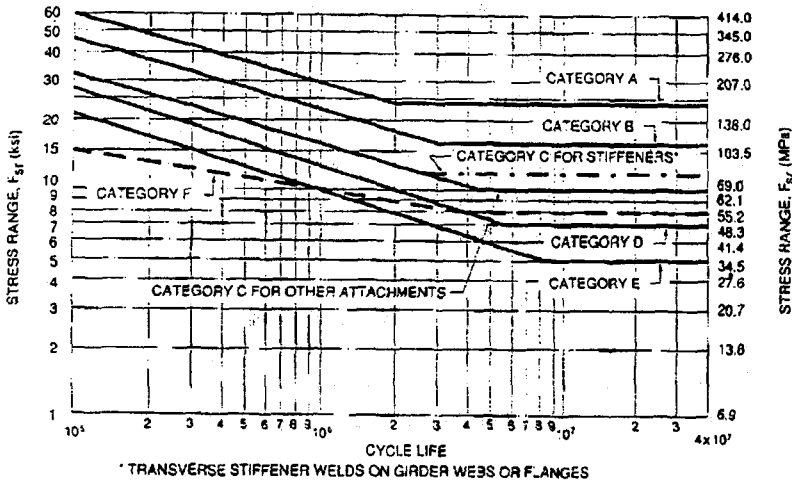 60
50
40
30
20
15
10
9
8
7
6
5
4
3
2
1
STRESS RANGE, Fsr (ksi)
414.0
345.0
276.0
207.0
138.0
103.5
69.0
62.1
55.2
48.3
41.4
34.5
27.6
20.7
13.8
6.9
STRESS RANGE, Fsr (MPa)
CATEGORY A
CATEGORY B
CATEGORY C FOR STIFFENERS*
CATEGORY F
CATEGORY D
CATEGORY C FOR OTHER ATTACHMENTS
CATEGORY E
10⁵ 2 3 4 5 6 7 8 9 10⁶ 2 3 4 5 6 7 8 9 10⁷ 2 3 4x10⁷
CYCLE LIFE
* TRANSVERSE STIFFENER WELDS ON GIRDER WEBS OR FLANGES